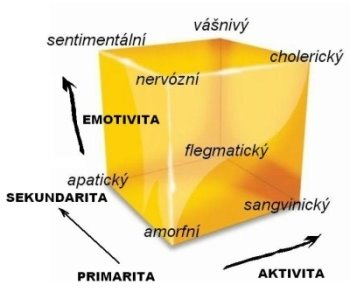 vášnivý
sentimentální
cholerický
nervózní
EMOTIVITA
flegmatický
apatický
SEKUNDARITA
sangvinický
amorfní
PRIMARITA
AKTIVITA